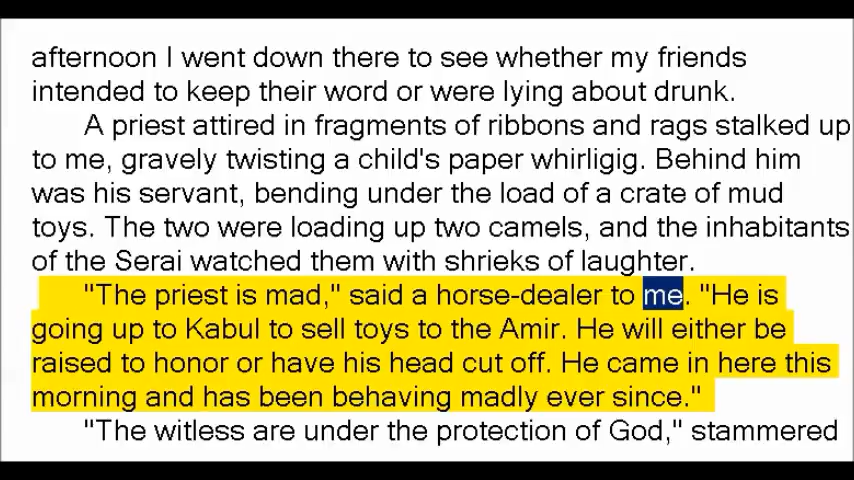 afternoon I went down there to see whether my friends
intended to keep their word or were lying about drunk.
A priest attired in fragments of ribbons and rags stalked up
to me, gravely twisting a child's paper whirligig. Behind him
was his servant, bending under the load of a crate of mud
toys. The two were loading up two camels, and the inhabitants
of the Serai watched them with shrieks of laughter.
"The priest is mad," said a horse-dealer to me. "He is
going up to Kabul to sell toys to the Amir. He will either be
raised to honor or have his head cut off. He came in here this
morning and has been behaving madly ever since."
"The witless are under the protection of God," stammered